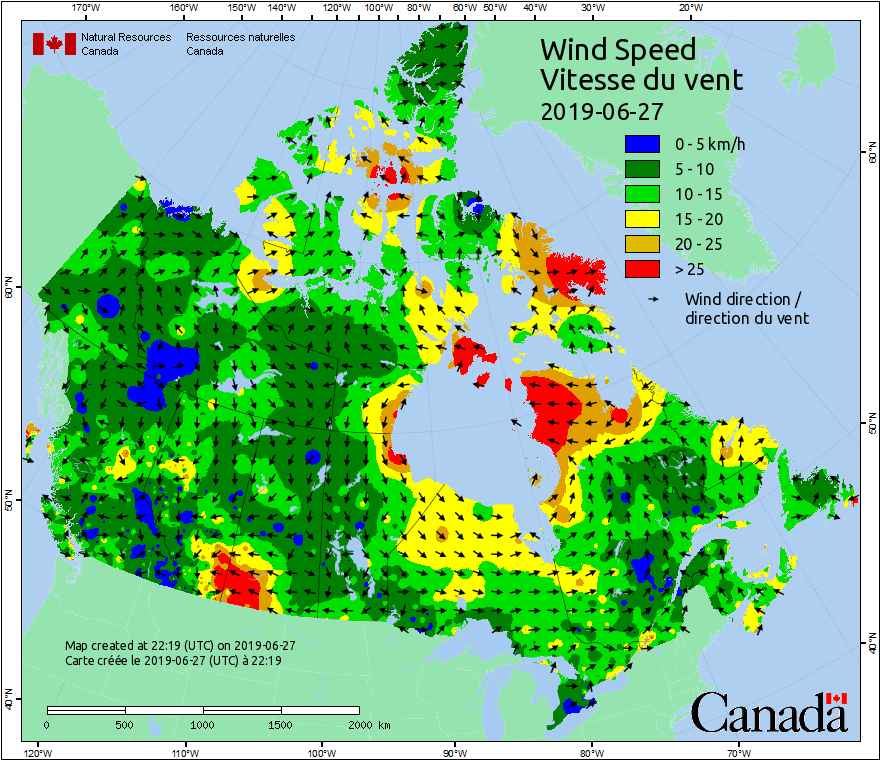 170°W 160°W 150°W 140°W 130°W 120°W 110°W 100°W 90°W 80°W 70°W 60°W 50°W 40°W 30°W 20°W
Natural Resources Canada
Ressources naturelles Canada
Wind Speed
Vitesse du vent
2019-06-27
0 - 5 km/h
5 - 10
10 - 15
15 - 20
20 - 25
> 25
Wind direction /
direction du vent
60°N
60°N
50°N
50°N
40°N
40°N
Map created at 22:19 (UTC) on 2019-06-27
Carte créée le 2019-06-27 (UTC) à 22:19
0 500 1000 1500 2000 km
Canada
120°W 110°W 100°W 90°W 80°W 70°W